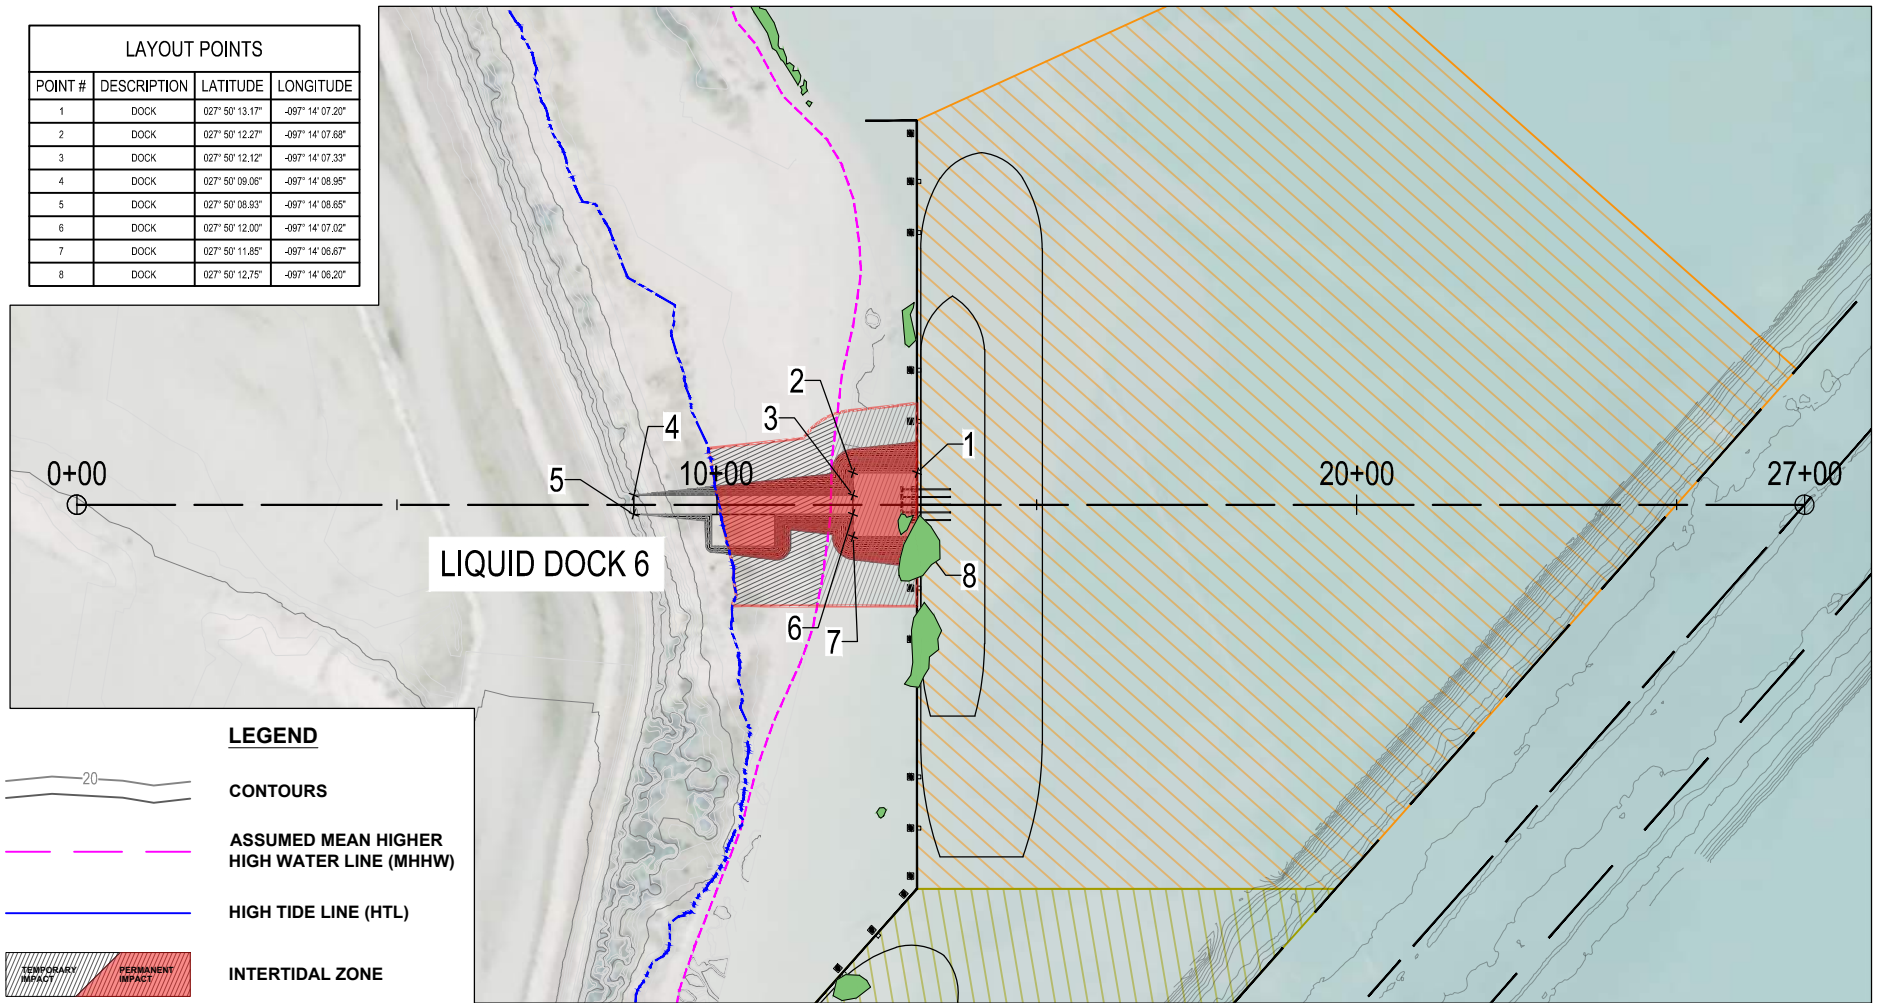 LAYOUT POINTS
POINT # DESCRIPTION LATITUDE LONGITUDE
1 DOCK 027° 50' 13.17" -097° 14' 07.20"
2 DOCK 027° 50' 12.27" -097° 14' 07.68"
3 DOCK 027° 50' 12.12" -097° 14' 07.33"
4 DOCK 027° 50' 09.06" -097° 14' 08.95"
5 DOCK 027° 50' 08.93" -097° 14' 08.65"
6 DOCK 027° 50' 12.00" -097° 14' 07.02"
7 DOCK 027° 50' 11.85" -097° 14' 06.67"
8 DOCK 027° 50' 12.75" -097° 14' 06.20"
2
3
4
1
5
0+00
10+00
20+00
27+00
LIQUID DOCK 6
8
6
7
LEGEND
20
CONTOURS
ASSUMED MEAN HIGHER
HIGH WATER LINE (MHHW)
HIGH TIDE LINE (HTL)
TEMPORARY
IMPACT
PERMANENT
IMPACT
INTERTIDAL ZONE